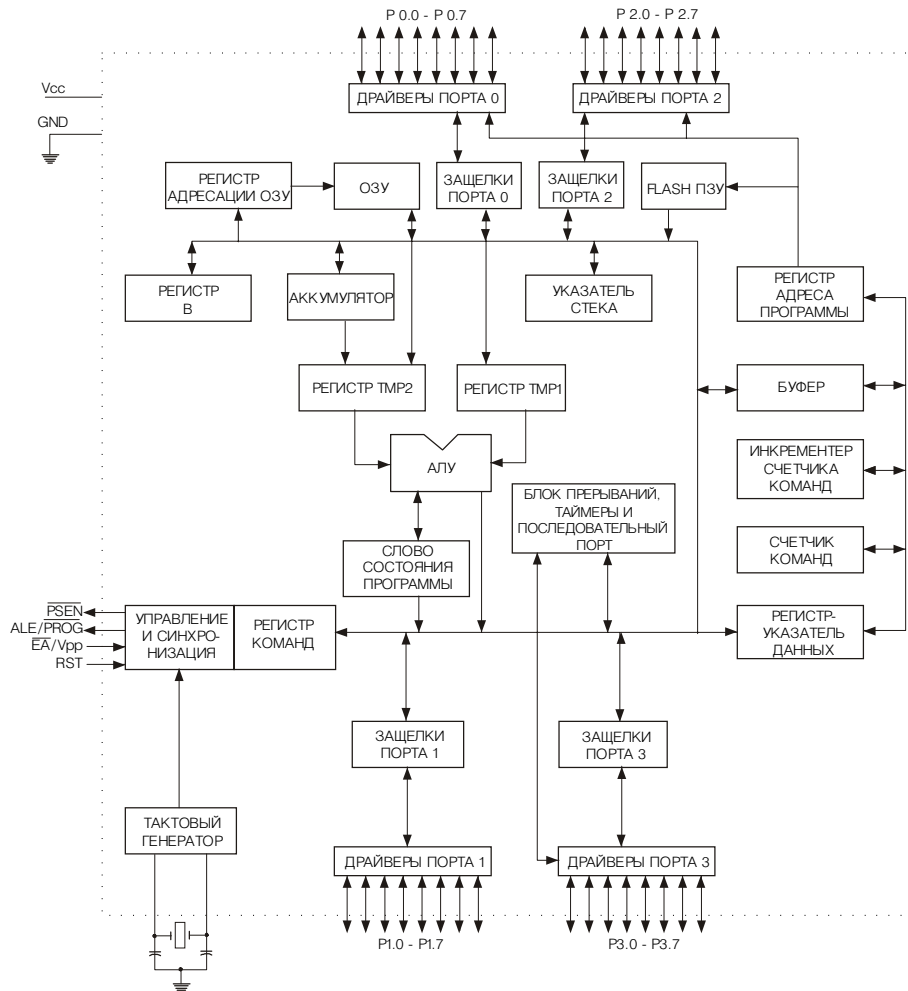 P 0.0 - P 0.7
P 2.0 - P 2.7
Vcc
GND
ДРАЙВЕРЫ ПОРТА 0
ДРАЙВЕРЫ ПОРТА 2
РЕГИСТР
АДРЕСАЦИИ ОЗУ
ОЗУ
ЗАЩЕЛКИ
ПОРТА 0
ЗАЩЕЛКИ
ПОРТА 2
FLASH ПЗУ
РЕГИСТР
В
АККУМУЛЯТОР
УКАЗАТЕЛЬ
СТЕКА
РЕГИСТР
АДРЕСА
ПРОГРАММЫ
РЕГИСТР TMP2
РЕГИСТР TMP1
БУФЕР
АЛУ
ИНКРЕМЕНТЕР
СЧЕТЧИКА
КОМАНД
БЛОК ПРЕРЫВАНИЙ,
ТАЙМЕРЫ И
ПОСЛЕДОВАТЕЛЬНЫЙ
ПОРТ
СЛОВО
СОСТОЯНИЯ
ПРОГРАММЫ
СЧЕТЧИК
КОМАНД
PSEN
ALE/PROG
EA/Vpp
RST
УПРАВЛЕНИЕ
И СИНХРО-
НИЗАЦИЯ
РЕГИСТР
КОМАНД
РЕГИСТР-
УКАЗАТЕЛЬ
ДАННЫХ
ЗАЩЕЛКИ
ПОРТА 1
ЗАЩЕЛКИ
ПОРТА 3
ТАКТОВЫЙ
ГЕНЕРАТОР
ДРАЙВЕРЫ ПОРТА 1
ДРАЙВЕРЫ ПОРТА 3
P1.0 - P1.7
P3.0 - P3.7